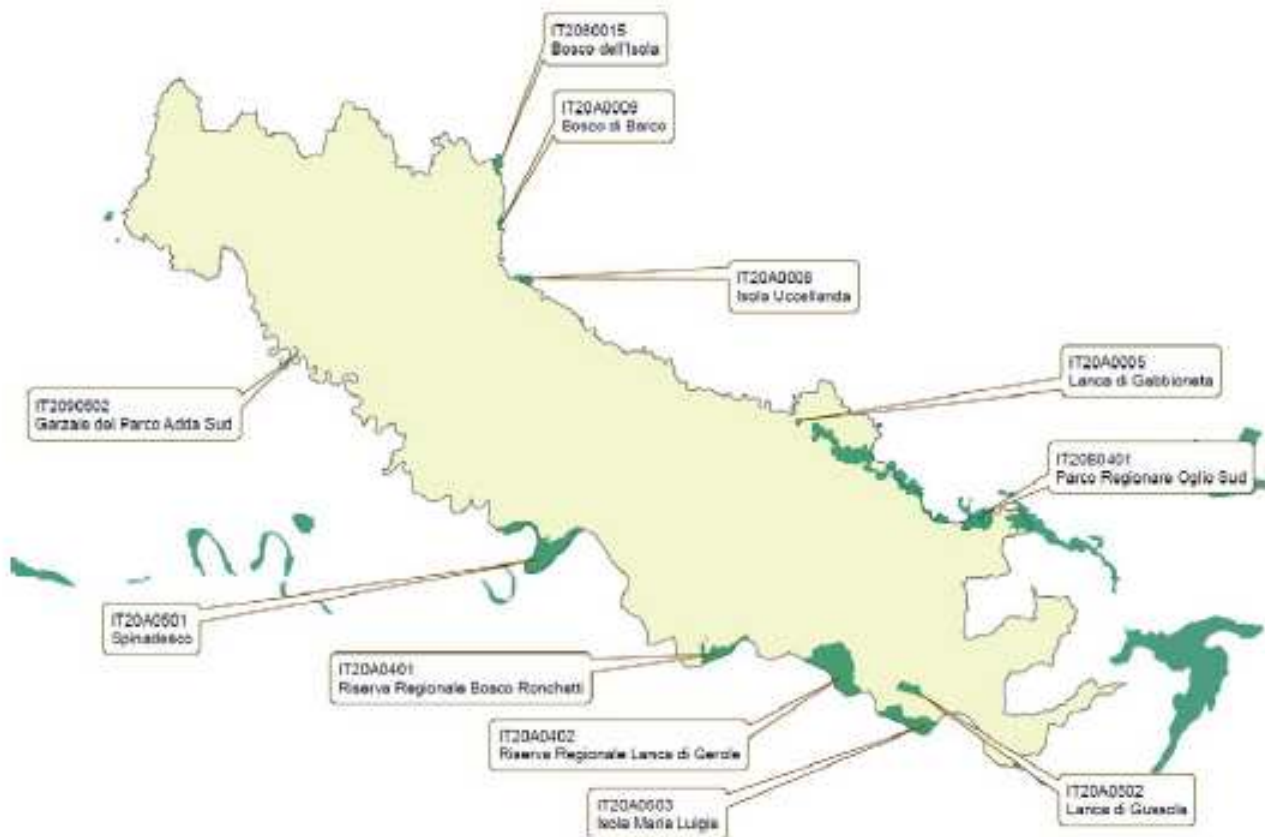 IT2060015
Bosco dell'Isola
IT20A0009
Bosco di Barco
IT20A0008
Isola Uccellanda
IT20A0005
Lanca di Gabbioneta
IT2090502
Garzaie del Parco Adda Sud
IT20B0401
Parco Regionare Oglio Sud
IT20A0501
Spinadesco
IT20A0401
Riserva Regionale Bosco Ronchetti
IT20A0402
Riserva Regionale Lanca di Gerole
IT20A0503
Isola Maria Luigia
IT20A0502
Lanca di Gussola